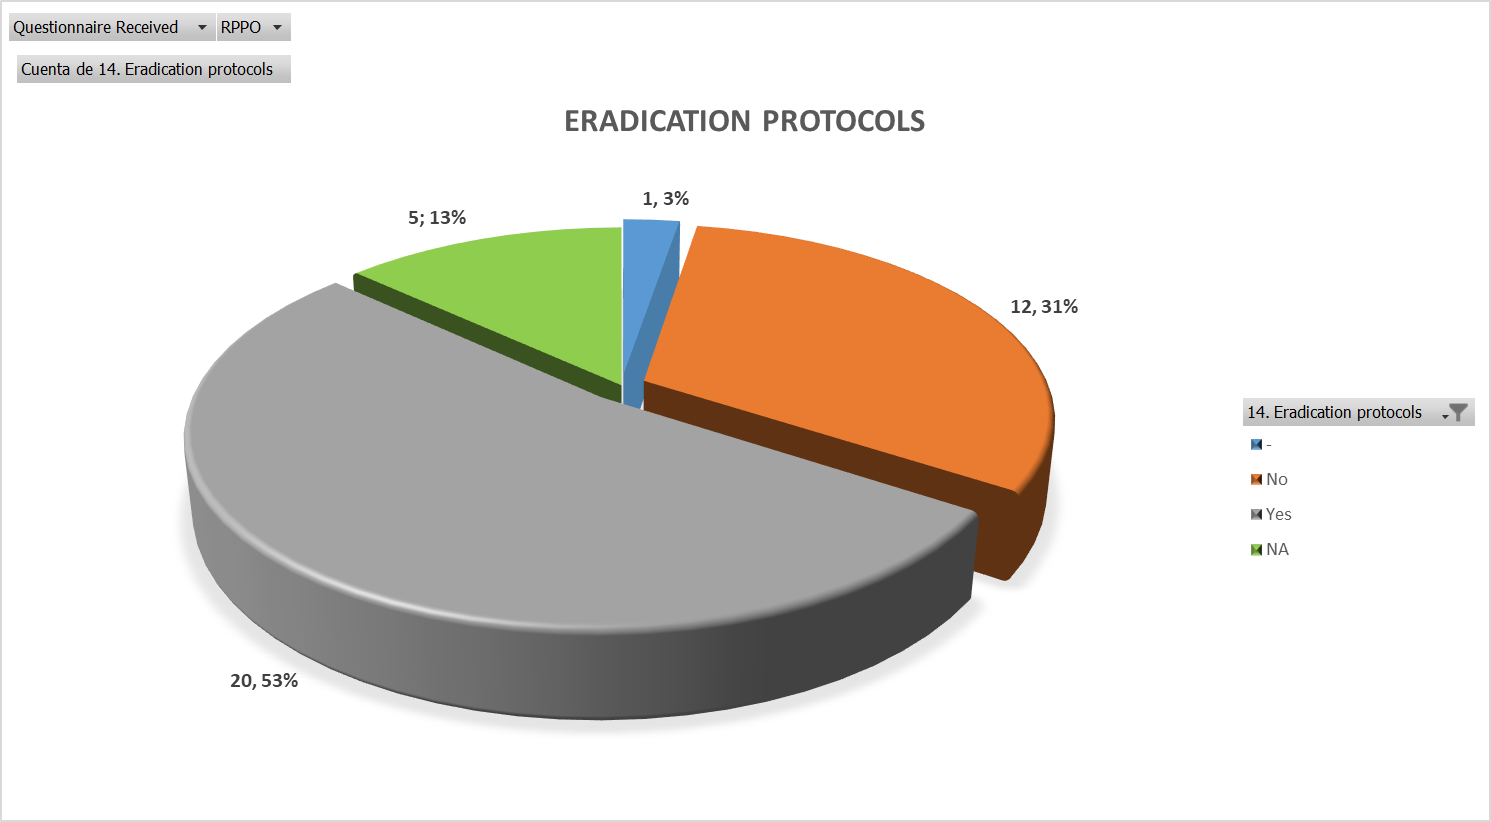 Questionnaire Received RPPO
Cuenta de 14. Eradication protocols
ERADICATION PROTOCOLS
1, 3%
5; 13%
12, 31%
20, 53%
14. Eradication protocols
-
No
Yes
NA